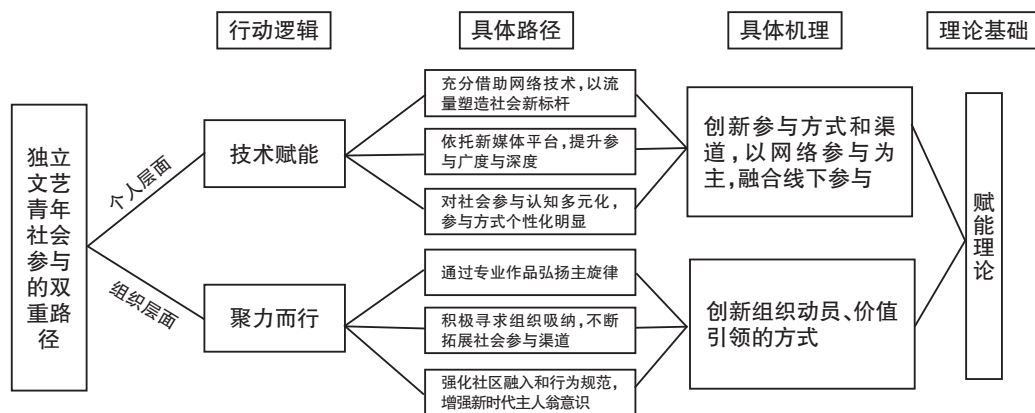 行动逻辑
具体路径
具体机理
理论基础
独立
文艺
青年
社会
参与
的双
重路
径
个人层面
组织层面
技术赋能
聚力而行
充分借助网络技术，以流
量塑造社会新标杆
依托新媒体平台，提升参
与广度与深度
对社会参与认知多元化，
参与方式个性化明显
通过专业作品弘扬主旋律
积极寻求组织吸纳，不断
拓展社会参与渠道
强化社区融入和行为规范，
增强新时代主人翁意识
创新参与方式和渠
道，以网络参与为
主，融合线下参与
创新组织动员、价值
引领的方式
赋能理论